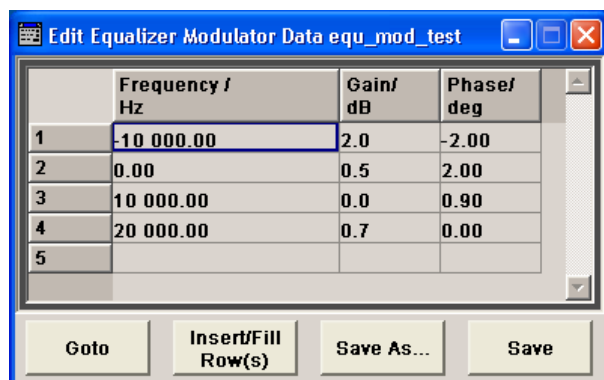 Edit Equalizer Modulator Data equ_mod_test
Frequency / Hz Gain/ dB Phase/ deg
1 -10 000.00 2.0 -2.00
2 0.00 0.5 2.00
3 10 000.00 0.0 0.90
4 20 000.00 0.7 0.00
5
Goto Insert/Fill Row(s) Save As... Save